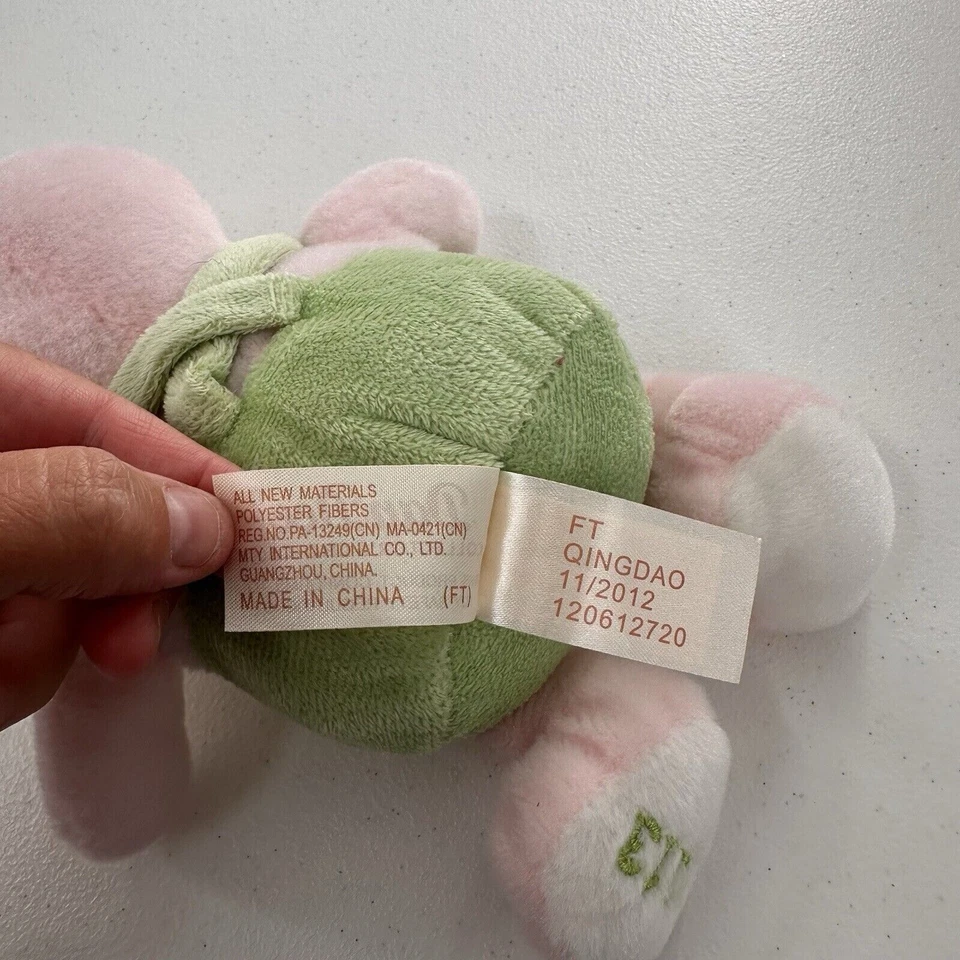 ALL NEW MATERIALS
POLYESTER FIBERS
REG.NO.PA-13249(CN) MA-0421(CN)
MTY INTERNATIONAL CO., LTD.
GUANGZHOU, CHINA.
MADE IN CHINA (FT)
FT
QINGDAO
11/2012
120612720